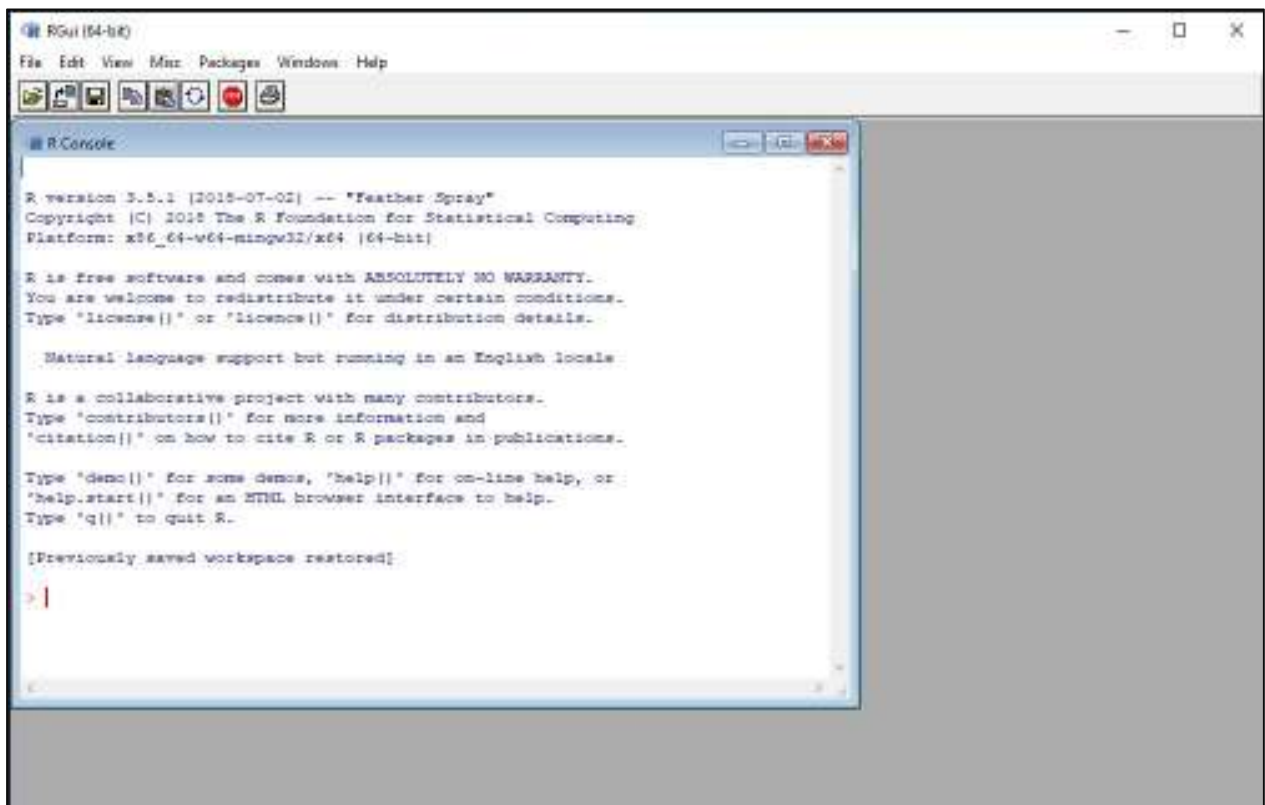 RGui (64-bit)
File Edit View Misc Packages Windows Help
STOP
R Console
R version 3.5.1 (2018-07-02) -- "Feather Spray"
Copyright (C) 2018 The R Foundation for Statistical Computing
Platform: x86_64-w64-mingw32/x64 (64-bit)
R is free software and comes with ABSOLUTELY NO WARRANTY.
You are welcome to redistribute it under certain conditions.
Type 'license()' or 'licence()' for distribution details.
Natural language support but running in an English locale
R is a collaborative project with many contributors.
Type 'contributors()' for more information and
'citation()' on how to cite R or R packages in publications.
Type 'demo()' for some demos, 'help()' for on-line help, or
'help.start()' for an HTML browser interface to help.
Type 'q()' to quit R.
[Previously saved workspace restored]
>